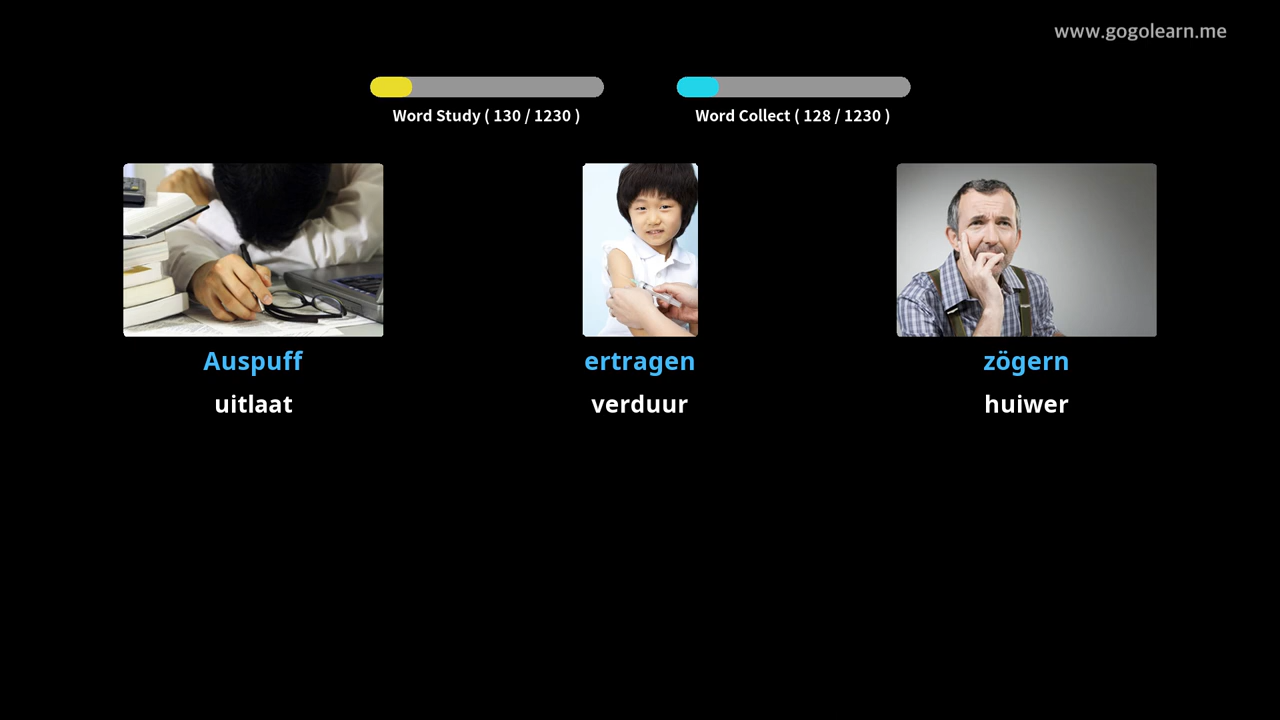 www.gogolearn.me
Word Study ( 130 / 1230 )
Word Collect ( 128 / 1230 )
Auspuff
ertragen
zögern
uitlaat
verduur
huiwer